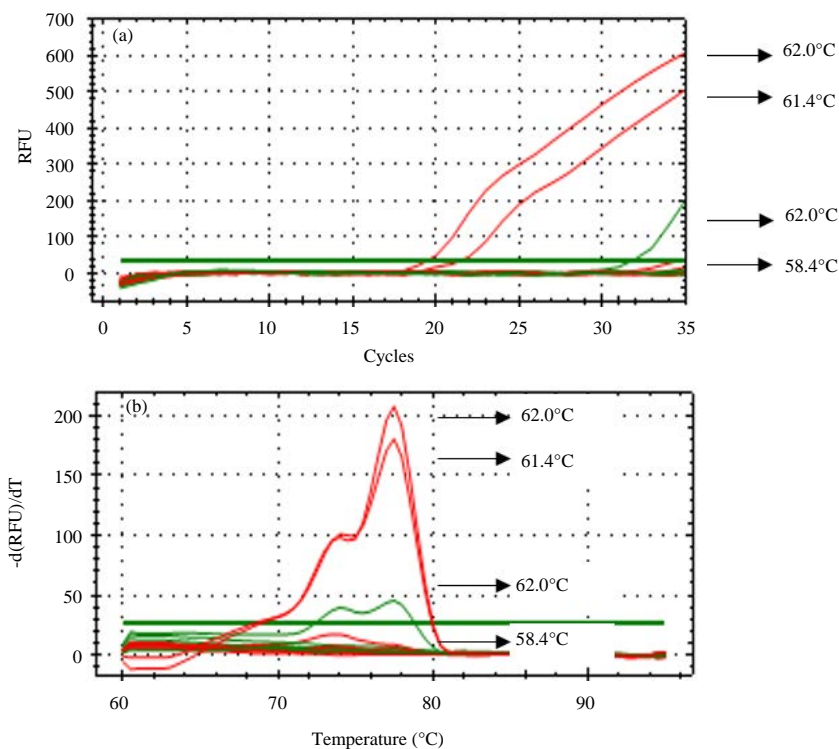 (a)
700
600
500
400
300
200
100
0
RFU
0 5 10 15 20 25 30 35
Cycles
62.0°C
61.4°C
62.0°C
58.4°C
(b)
200
150
100
50
0
-d(RFU)/dT
62.0°C
61.4°C
62.0°C
58.4°C
60 70 80 90
Temperature (°C)